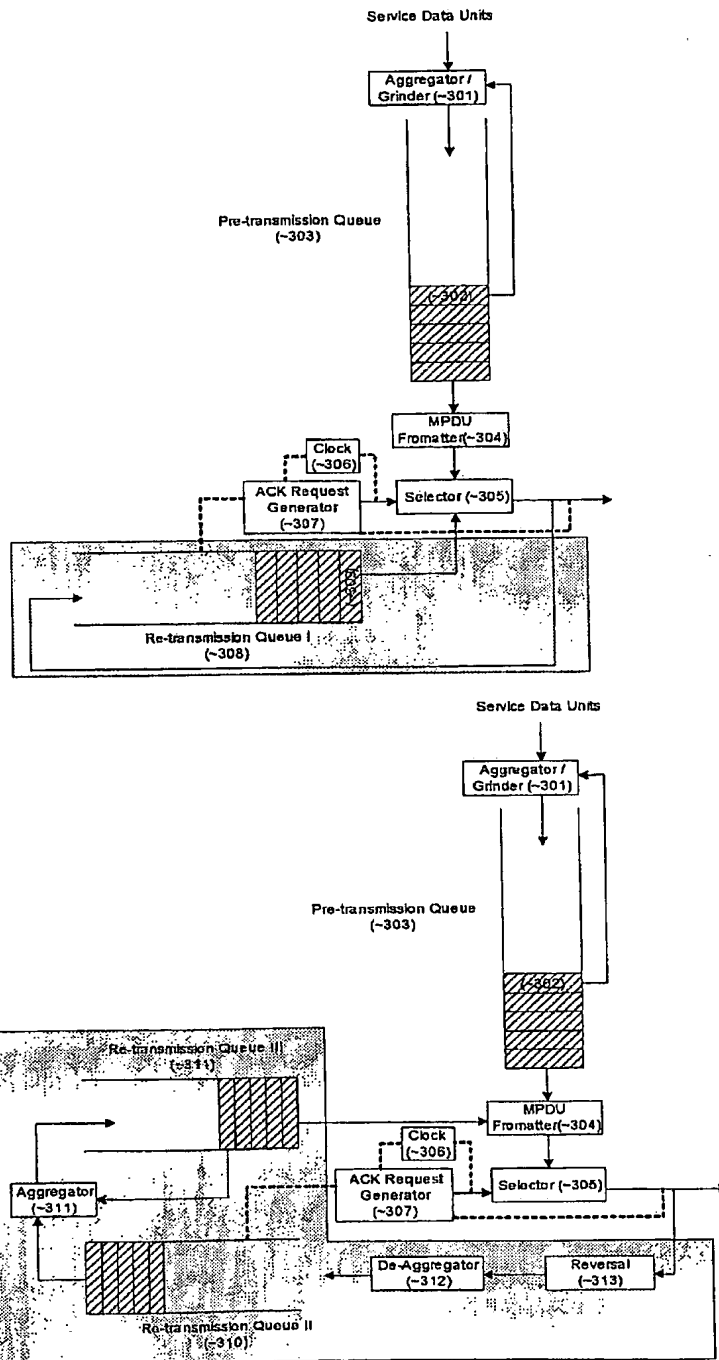 Service Data Units
Aggregator /
Grinder (~301)
Pre-transmission Queue
(~303)
(~302)
MPDU
Fromatter(~304)
Clock
(~306)
ACK Request
Generator
(~307)
Selector (~305)
Re-transmission Queue I
(~308)
Service Data Units
Aggregator /
Grinder (~301)
Pre-transmission Queue
(~303)
(~302)
Re-transmission Queue III
(~311)
MPDU
Fromatter(~304)
Clock
(~306)
Aggregator
(~311)
ACK Request
Generator
(~307)
Selector (~305)
De-Aggregator
(~312)
Reversal
(~313)
Re-transmission Queue II
(~310)